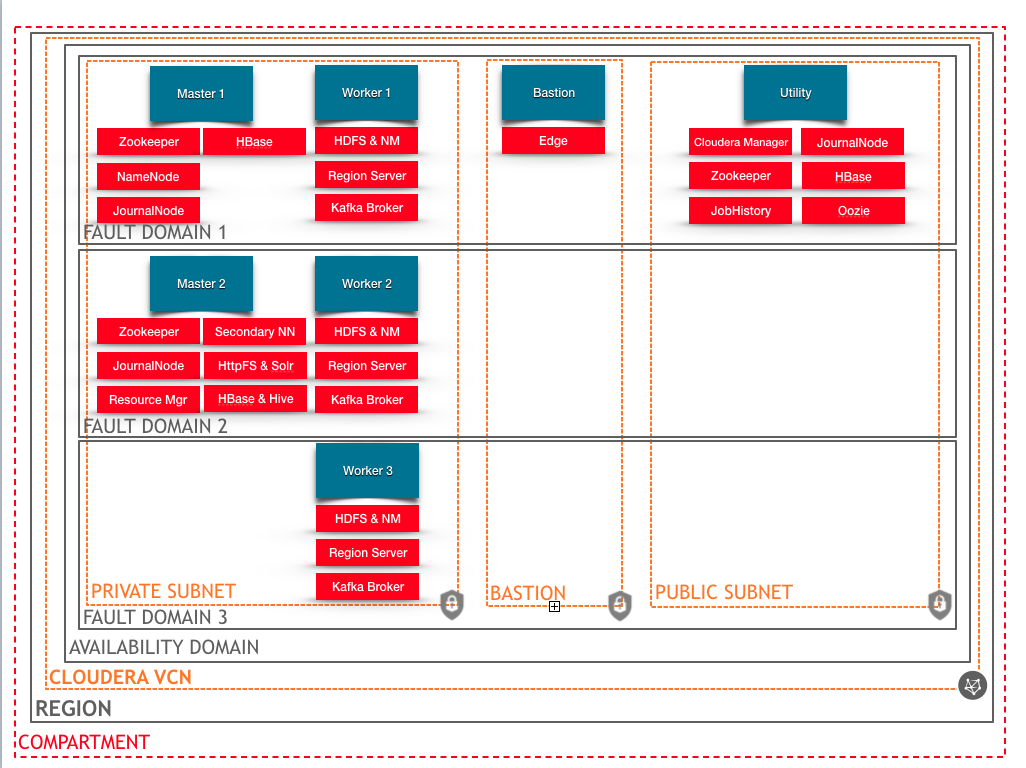 Master 1
Worker 1
Bastion
Utility
Zookeeper
HBase
HDFS & NM
Edge
Cloudera Manager
JournalNode
NameNode
Region Server
Zookeeper
HBase
JournalNode
Kafka Broker
JobHistory
Oozie
FAULT DOMAIN 1
Master 2
Worker 2
Zookeeper
Secondary NN
HDFS & NM
JournalNode
HttpFS & Solr
Region Server
Resource Mgr
HBase & Hive
Kafka Broker
FAULT DOMAIN 2
Worker 3
HDFS & NM
Region Server
Kafka Broker
PRIVATE SUBNET
BASTION
PUBLIC SUBNET
FAULT DOMAIN 3
AVAILABILITY DOMAIN
CLOUDERA VCN
REGION
COMPARTMENT